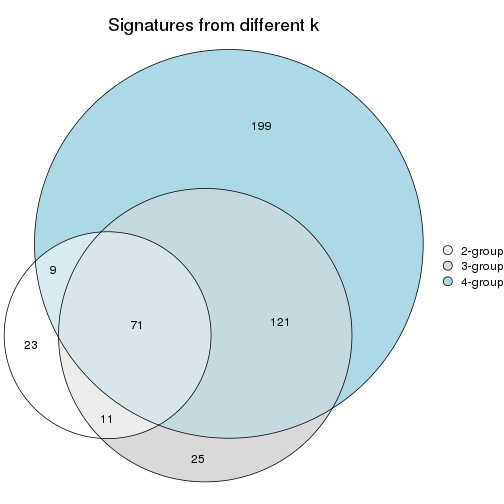 Signatures from different k
199
2-group
3-group
4-group
9
71
121
23
11
25